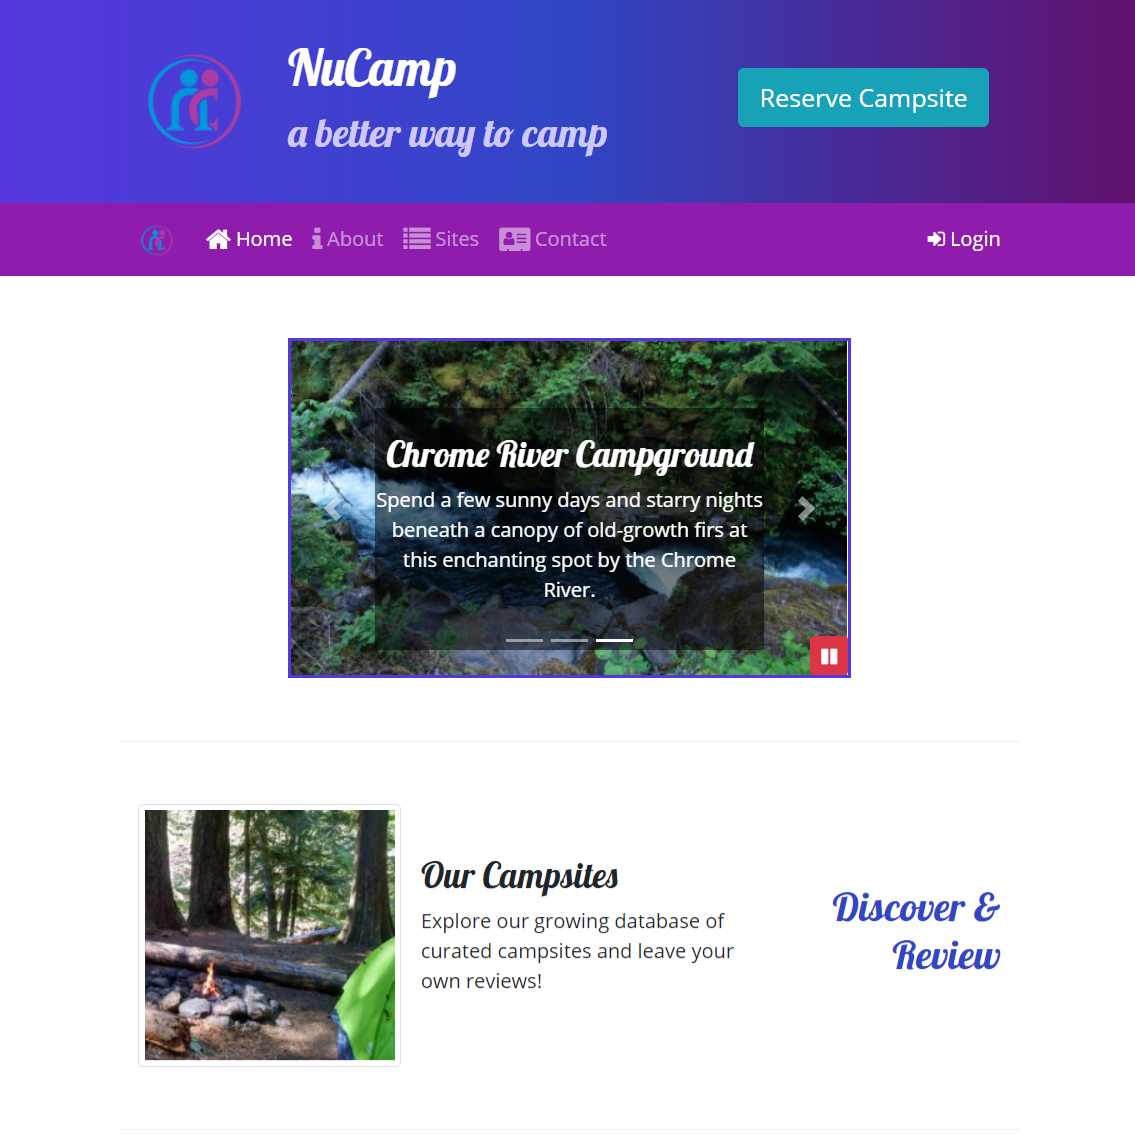 NuCamp
a better way to camp
Reserve Campsite
Home About Sites Contact Login
Chrome River Campground
Spend a few sunny days and starry nights
beneath a canopy of old-growth firs at
this enchanting spot by the Chrome
River.
Our Campsites
Explore our growing database of
curated campsites and leave your
own reviews!
Discover &
Review